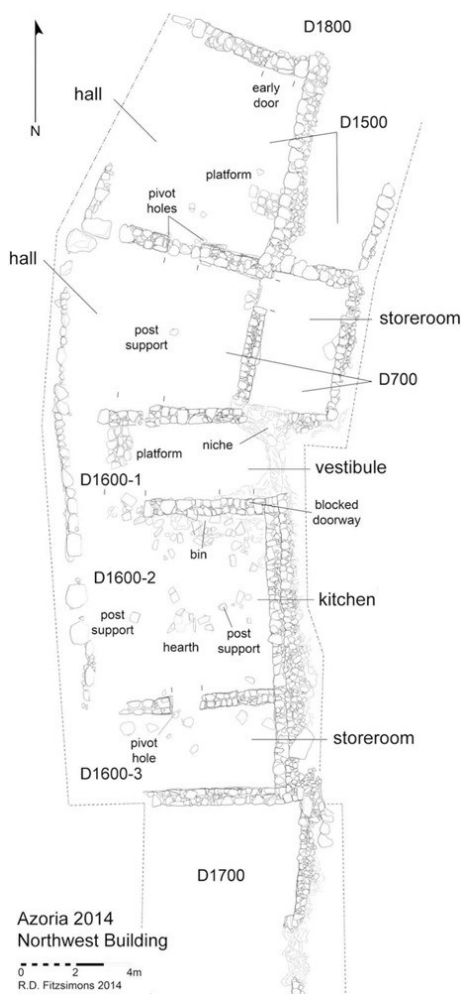 D1800
hall
early
door
D1500
N
platform
pivot
holes
hall
storeroom
post
support
D700
niche
platform
vestibule
D1600-1
blocked
doorway
bin
D1600-2
kitchen
post
support
hearth
post
support
pivot
hole
storeroom
D1600-3
D1700
Azoria 2014
Northwest Building
0 2 4m
R.D. Fitzsimons 2014